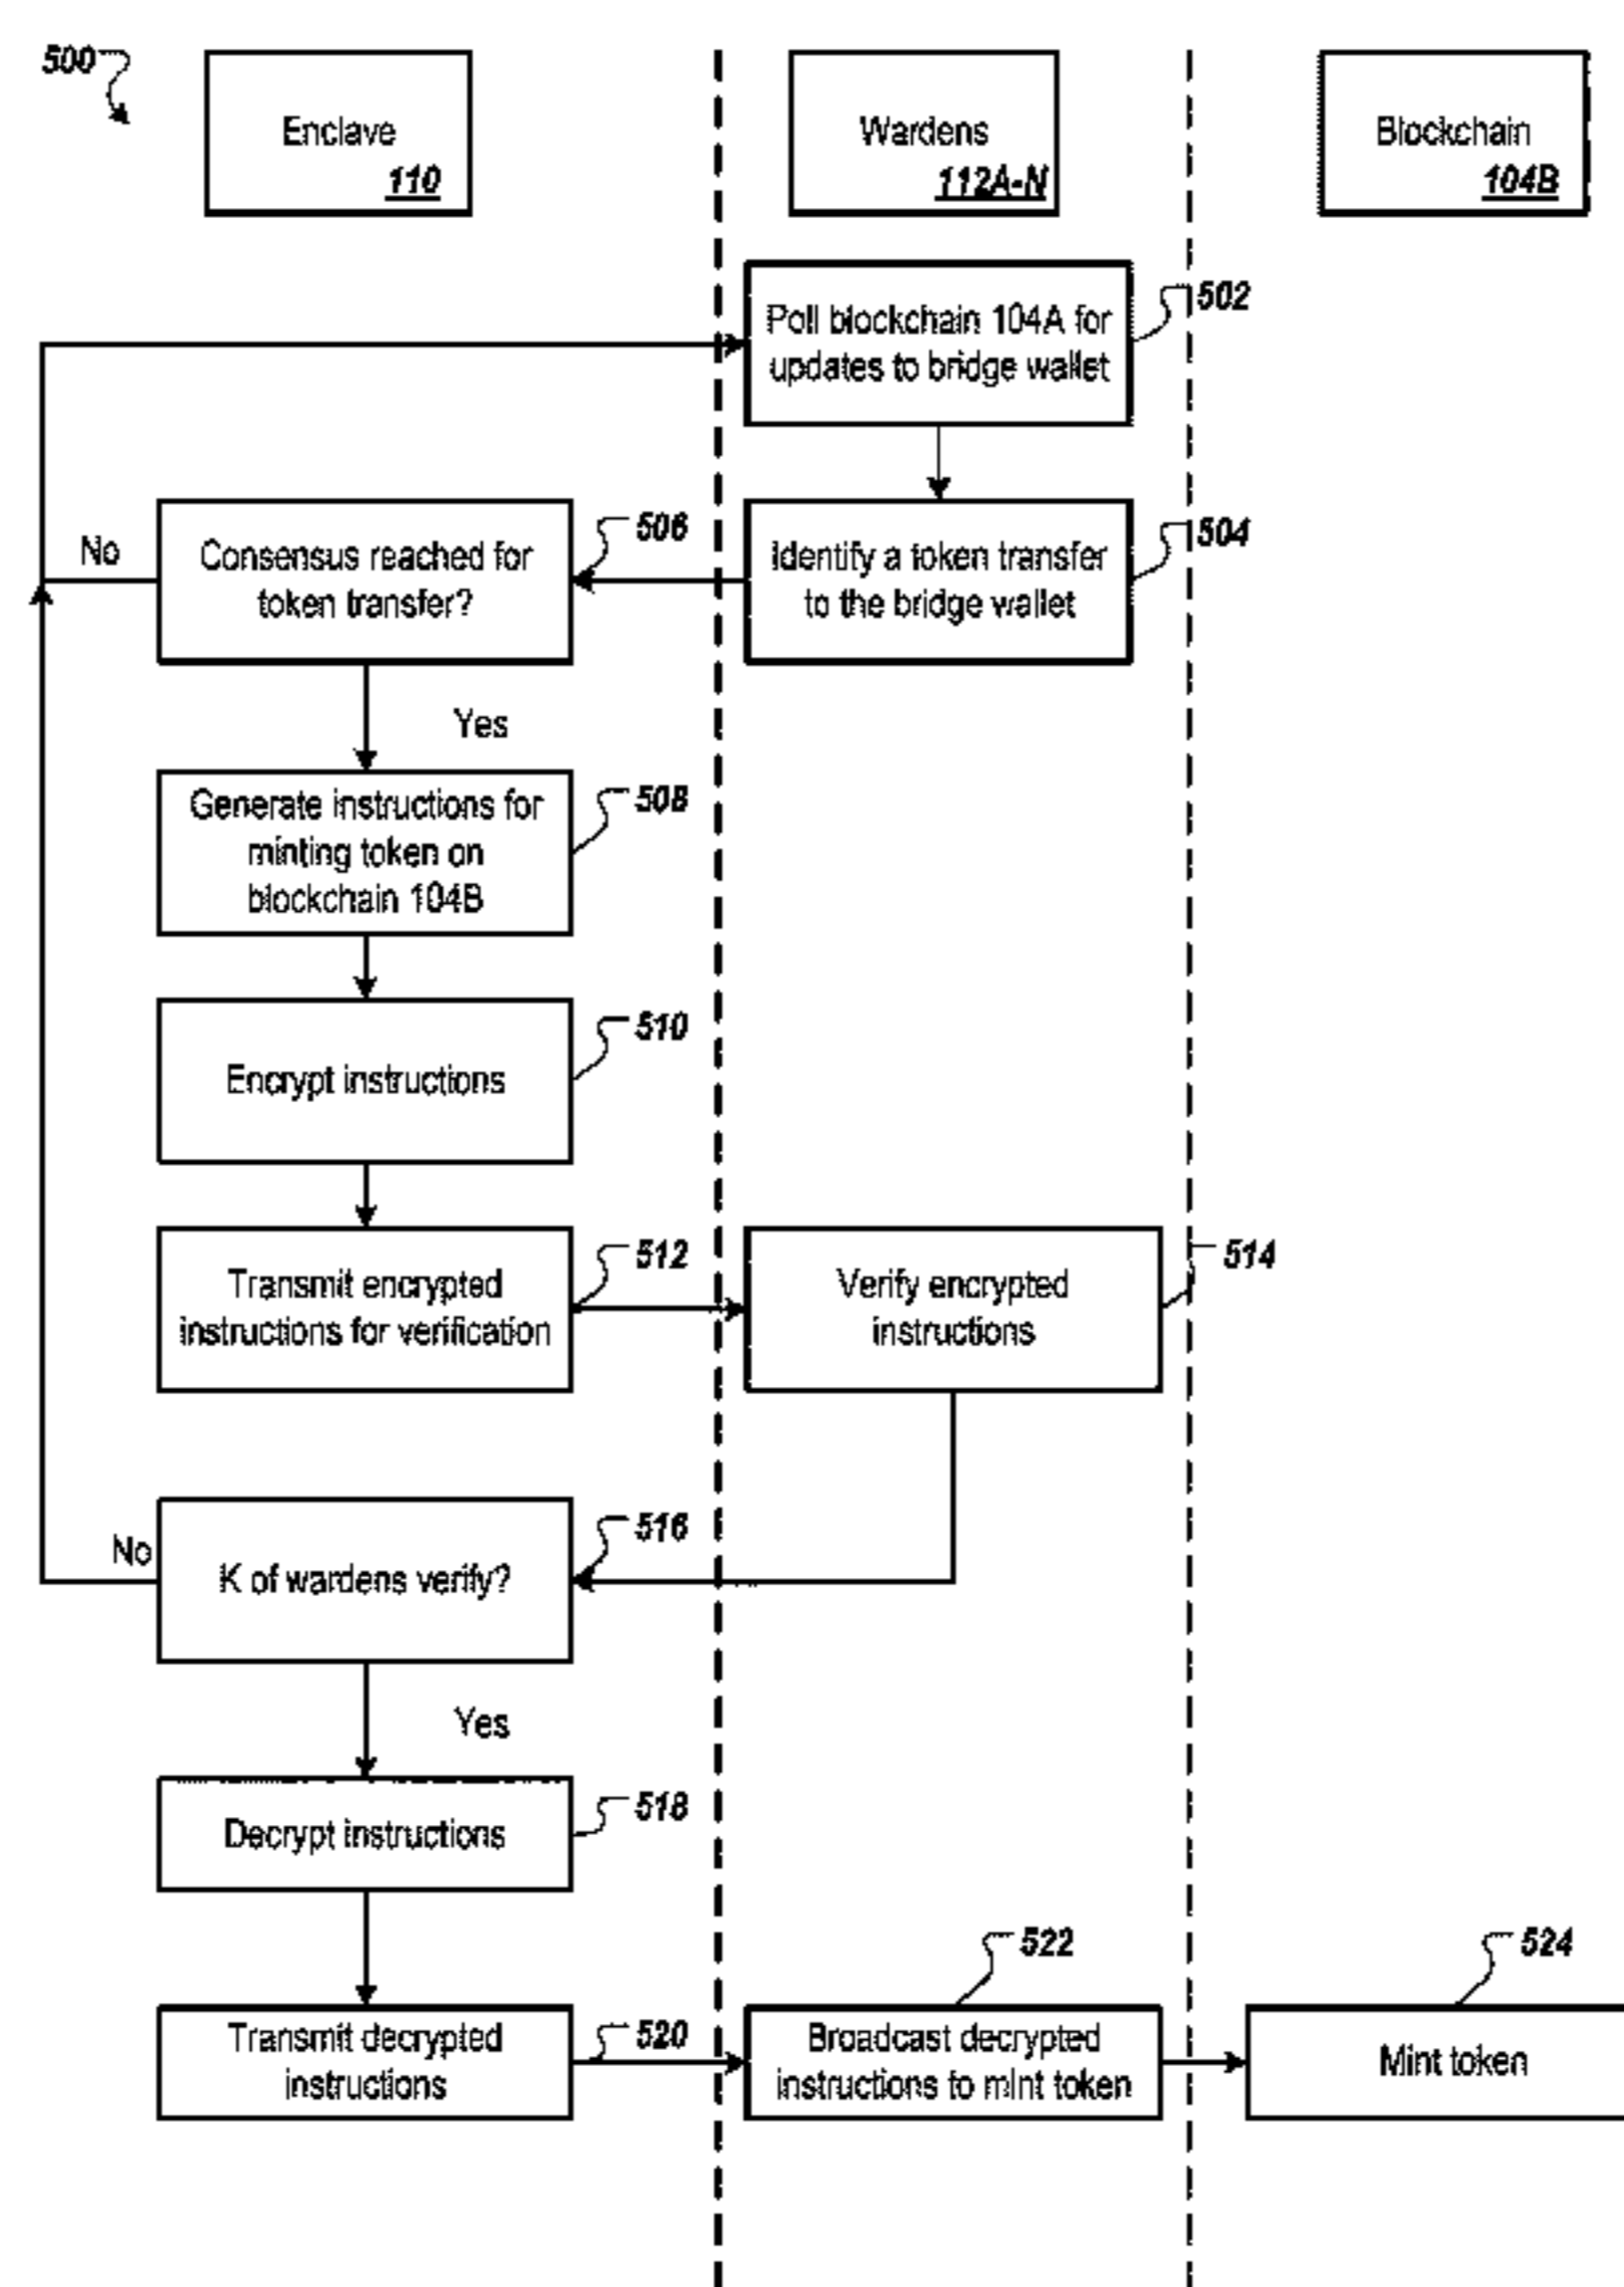 500
Enclave
110
Wardens
112A-N
Blockchain
104B
Poll blockchain 104A for
updates to bridge wallet
502
No
Consensus reached for
token transfer?
506
Identify a token transfer
to the bridge wallet
504
Yes
Generate instructions for
minting token on
blockchain 104B
508
Encrypt instructions
510
Transmit encrypted
instructions for verification
512
Verify encrypted
instructions
514
No
K of wardens verify?
516
Yes
Decrypt instructions
518
Transmit decrypted
instructions
520
Broadcast decrypted
instructions to mint token
522
Mint token
524